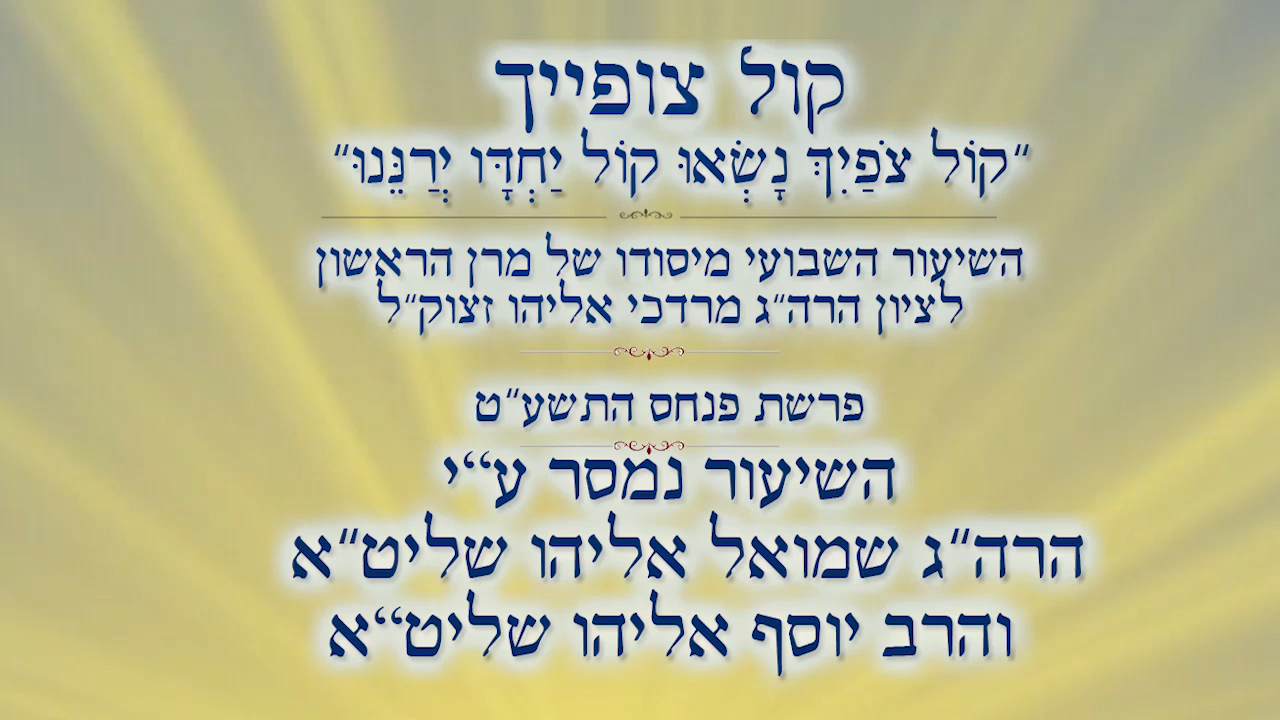 קול צופייך
"קוֹל צֹפַיִךְ נָשְׂאוּ קוֹל יַחְדָּו יְרַנֵּנוּ"
השיעור השבועי מיסודו של מרן הראשון
לציון הרה"ג מרדכי אליהו זצוק"ל
פרשת פנחס התשע"ט
השיעור נמסר ע"י
הרה"ג שמואל אליהו שליט"א
והרב יוסף אליהו שליט"א